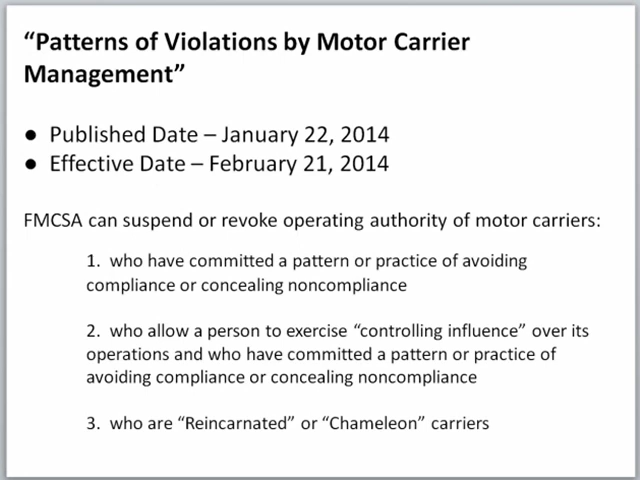 “Patterns of Violations by Motor Carrier
Management”
● Published Date – January 22, 2014
● Effective Date – February 21, 2014
FMCSA can suspend or revoke operating authority of motor carriers:
1. who have committed a pattern or practice of avoiding
compliance or concealing noncompliance
2. who allow a person to exercise “controlling influence” over its
operations and who have committed a pattern or practice of
avoiding compliance or concealing noncompliance
3. who are “Reincarnated” or “Chameleon” carriers